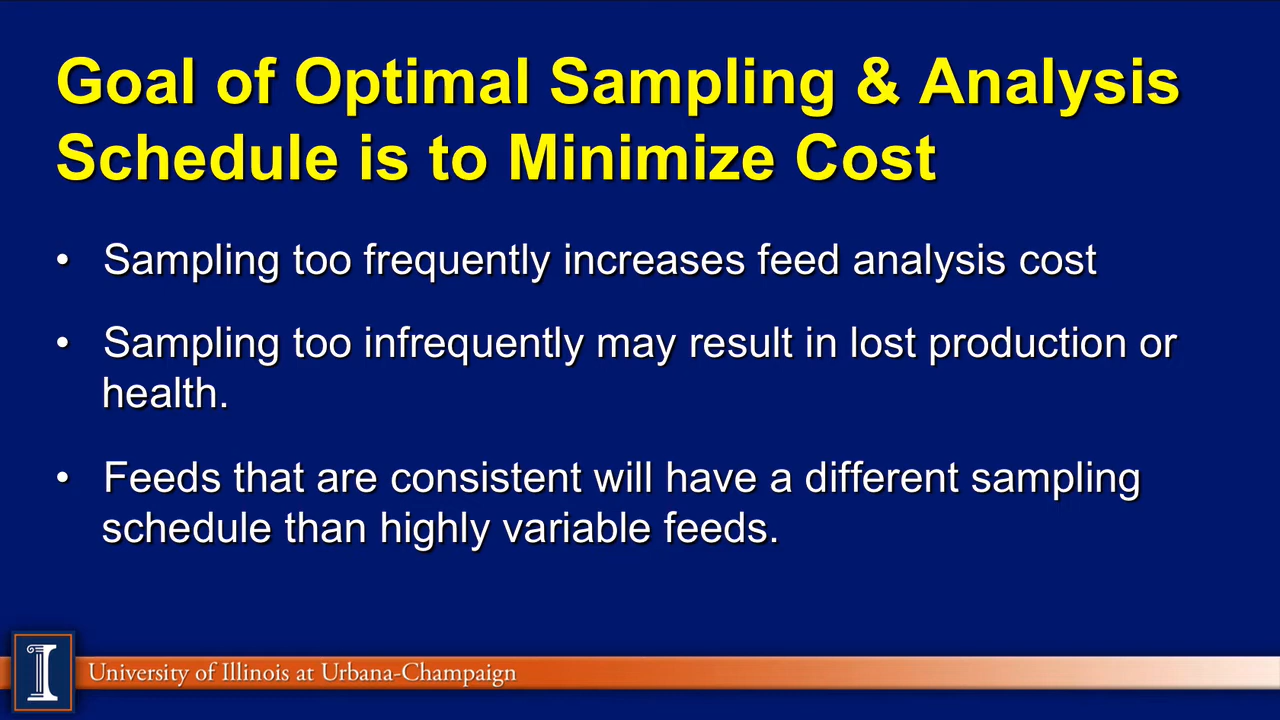 Goal of Optimal Sampling & Analysis
Schedule is to Minimize Cost
• Sampling too frequently increases feed analysis cost
• Sampling too infrequently may result in lost production or
health.
• Feeds that are consistent will have a different sampling
schedule than highly variable feeds.
I
University of Illinois at Urbana-Champaign